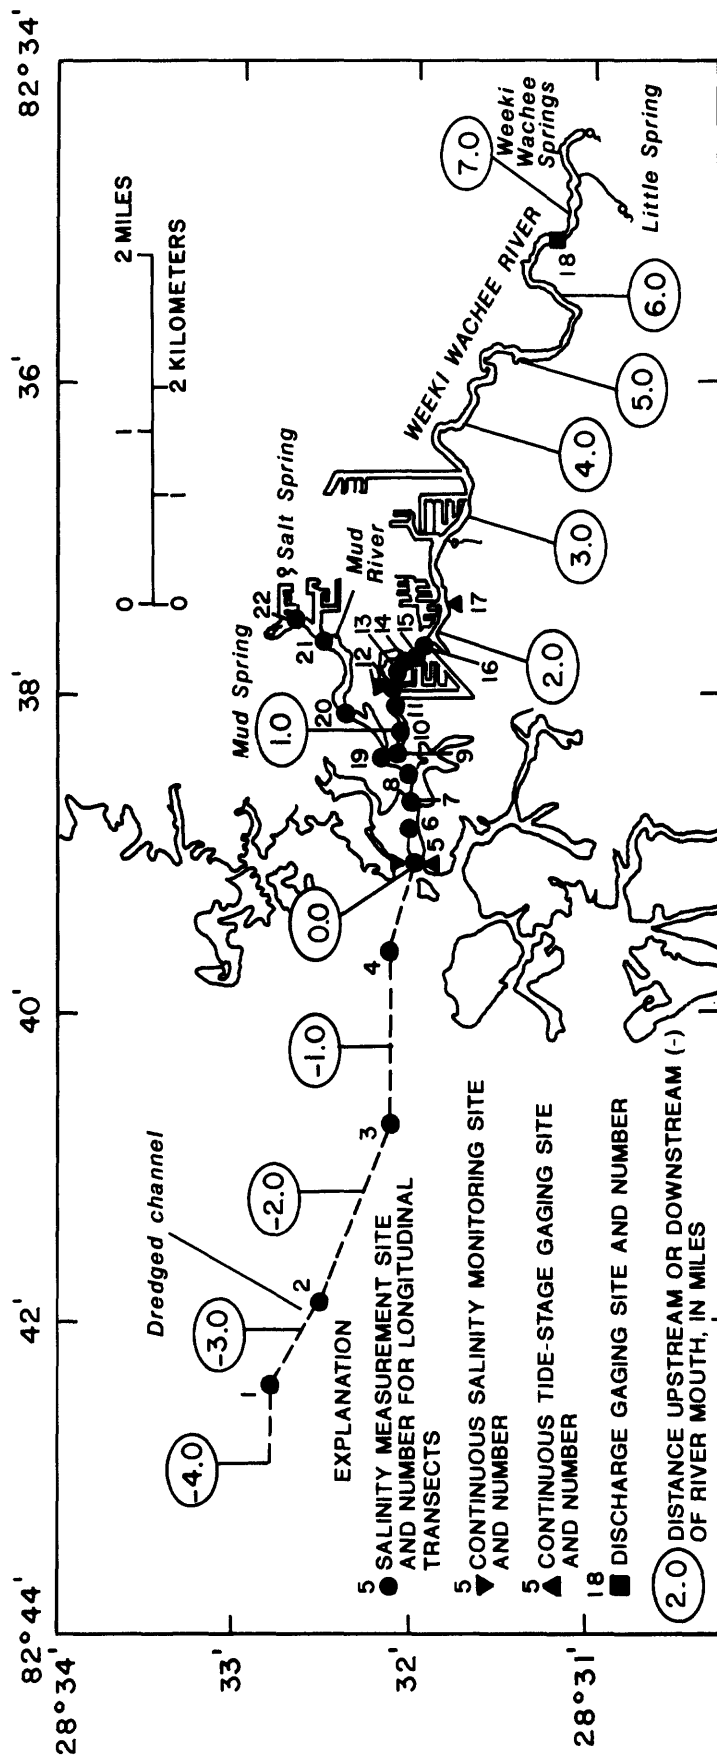 82°44'
42'
40'
38'
36'
82°34'
28°34'
33'
32'
28°31'
0
1
2 MILES
0
1
2 KILOMETERS
Dredged channel
-4.0
-3.0
-2.0
-1.0
0.0
1.0
2.0
3.0
4.0
5.0
6.0
7.0
1
2
3
4
5
6
7
8
9
10
11
12
13
14
15
16
17
18
19
20
21
22
Mud Spring
Salt Spring
Mud
River
WEEKI WACHEE RIVER
Weeki
Wachee
Springs
Little Spring
EXPLANATION
5 SALINITY MEASUREMENT SITE
AND NUMBER FOR LONGITUDINAL
TRANSECTS
5 CONTINUOUS SALINITY MONITORING SITE
AND NUMBER
5 CONTINUOUS TIDE-STAGE GAGING SITE
AND NUMBER
18 DISCHARGE GAGING SITE AND NUMBER
2.0 DISTANCE UPSTREAM OR DOWNSTREAM (-)
OF RIVER MOUTH, IN MILES